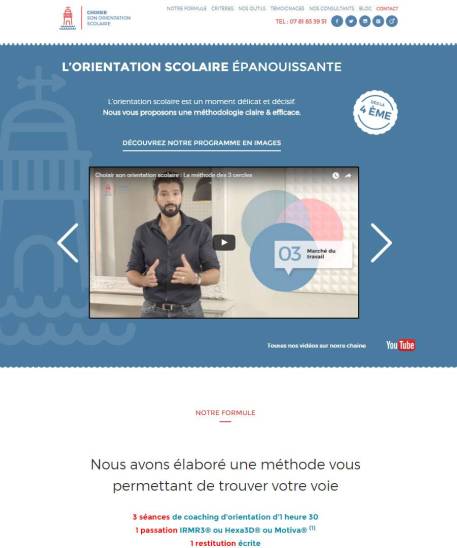 CHOISIR
SON ORIENTATION
SCOLAIRE
NOTRE FORMULE CRITÈRES NOS OUTILS TEMOIGNAGES NOS CONSULTANTS BLOG CONTACT
TEL : 07 81 83 39 51
L'ORIENTATION SCOLAIRE ÉPANOUISSANTE
L'orientation scolaire est un moment délicat et décisif.
Nous vous proposons une méthodologie claire & efficace.
DÈS LA
4 ÈME
DÉCOUVREZ NOTRE PROGRAMME EN IMAGES
Choisir son orientation scolaire : La méthode des 3 cercles
03 Marché du
travail
Toutes nos vidéos sur notre chaine
YouTube
NOTRE FORMULE
Nous avons élaboré une méthode vous
permettant de trouver votre voie
3 séances de coaching d'orientation d'1 heure 30
1 passation IRMR3® ou Hexa3D® ou Motiva® (1)
1 restitution écrite